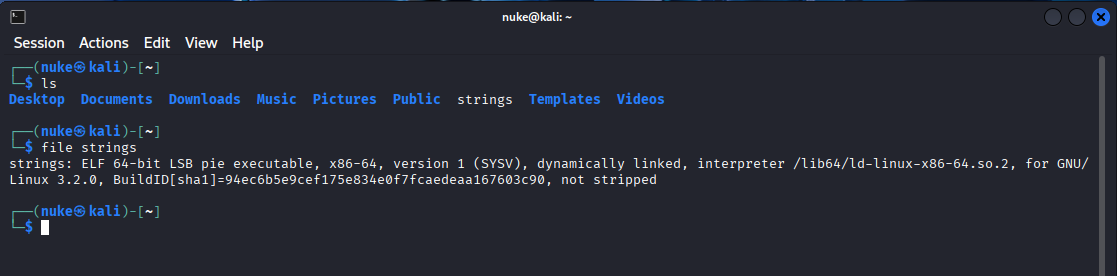 nuke@kali: ~
Session Actions Edit View Help
┌──(nuke㉿kali)-[~]
└─$ ls
Desktop Documents Downloads Music Pictures Public strings Templates Videos
┌──(nuke㉿kali)-[~]
└─$ file strings
strings: ELF 64-bit LSB pie executable, x86-64, version 1 (SYSV), dynamically linked, interpreter /lib64/ld-linux-x86-64.so.2, for GNU/
Linux 3.2.0, BuildID[sha1]=94ec6b5e9cef175e834e0f7fcaedeaa167603c90, not stripped
┌──(nuke㉿kali)-[~]
└─$